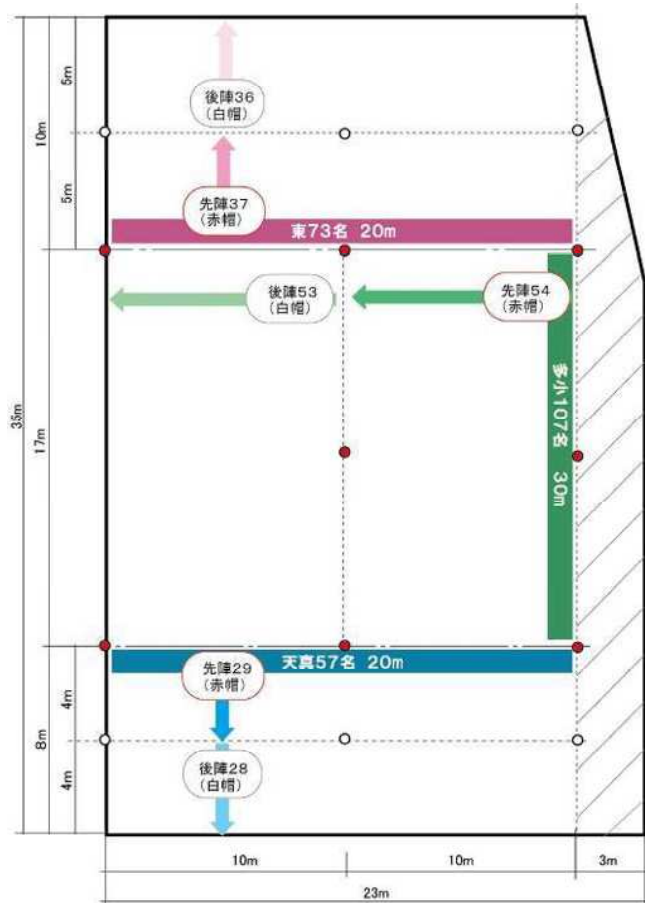 5m
後陣36
(白帽)
10m
5m
先陣37
(赤帽)
東73名 20m
後陣53
(白帽)
先陣54
(赤帽)
多小107名 30m
35m
17m
天真57名 20m
先陣29
(赤帽)
4m
8m
後陣28
(白帽)
4m
10m
10m
3m
23m